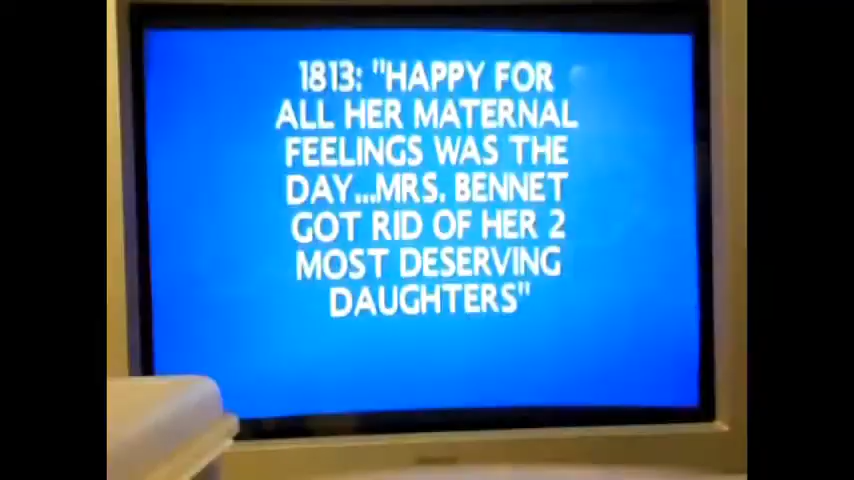 1813: "HAPPY FOR
ALL HER MATERNAL
FEELINGS WAS THE
DAY...MRS. BENNET
GOT RID OF HER 2
MOST DESERVING
DAUGHTERS"